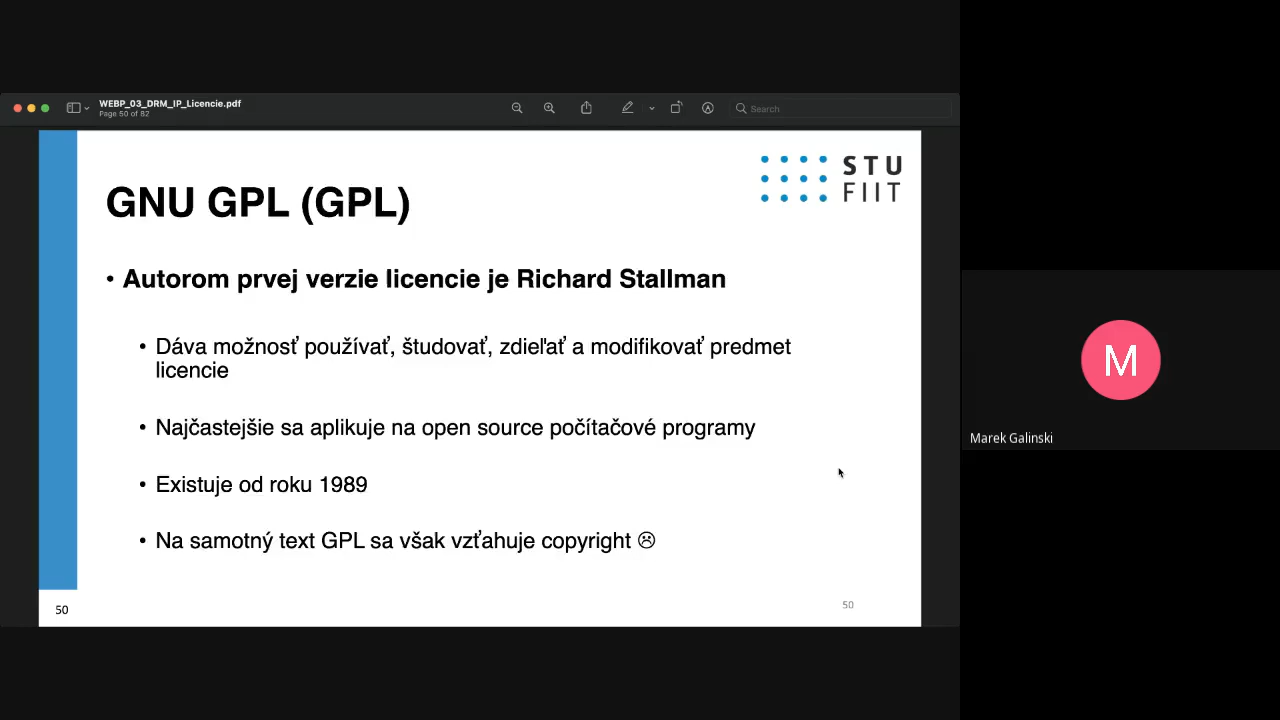 WEBP_03_DRM_IP_Licencie.pdf
Page 50 of 82
Search
STU
FIIT
GNU GPL (GPL)
• Autorom prvej verzie licencie je Richard Stallman
• Dáva možnosť používať, študovať, zdieľať a modifikovať predmet
licencie
• Najčastejšie sa aplikuje na open source počítačové programy
• Existuje od roku 1989
• Na samotný text GPL sa však vzťahuje copyright ☹
50
50
M
Marek Galinski